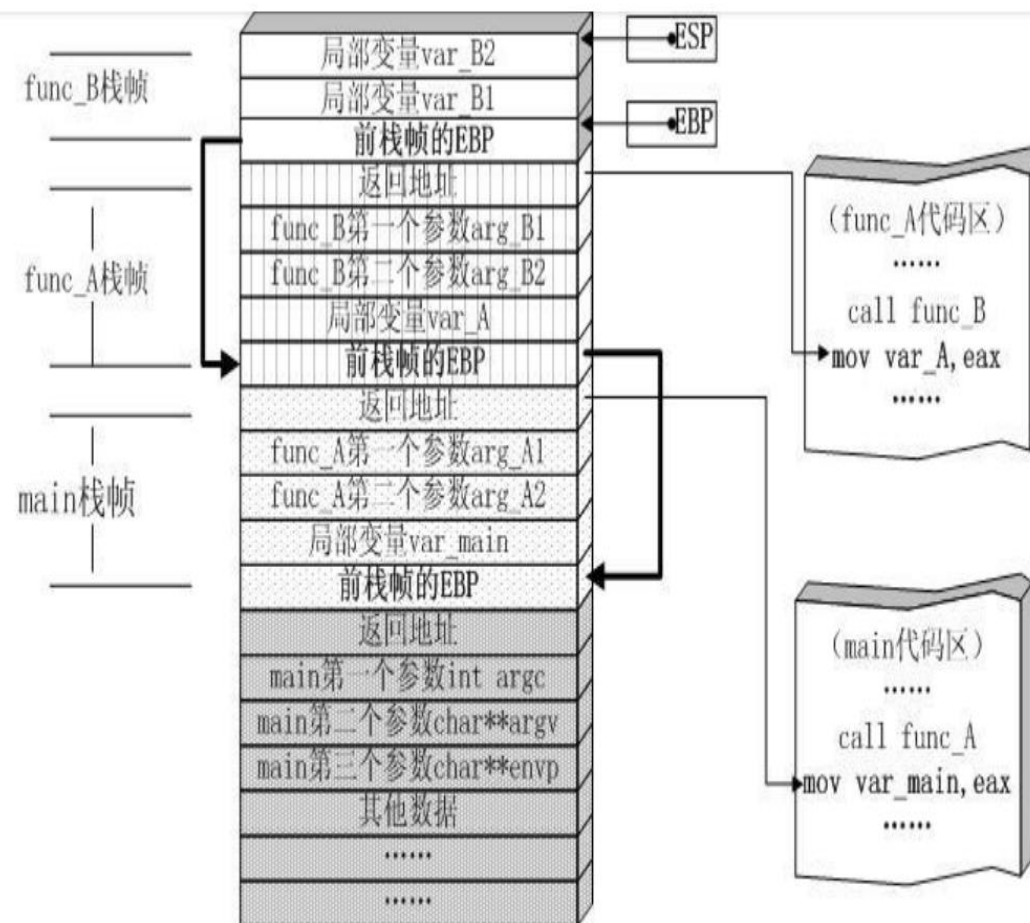 func_B栈帧
func_A栈帧
main栈帧
局部变量var_B2
局部变量var_B1
前栈帧的EBP
返回地址
func_B第一个参数arg_B1
func_B第二个参数arg_B2
局部变量var_A
前栈帧的EBP
返回地址
func_A第一个参数arg_A1
func_A第二个参数arg_A2
局部变量var_main
前栈帧的EBP
返回地址
main第一个参数int argc
main第二个参数char**argv
main第三个参数char**envp
其他数据
……
……
ESP
EBP
(func_A代码区)
……
call func_B
mov var_A,eax
……
(main代码区)
……
call func_A
mov var_main,eax
……